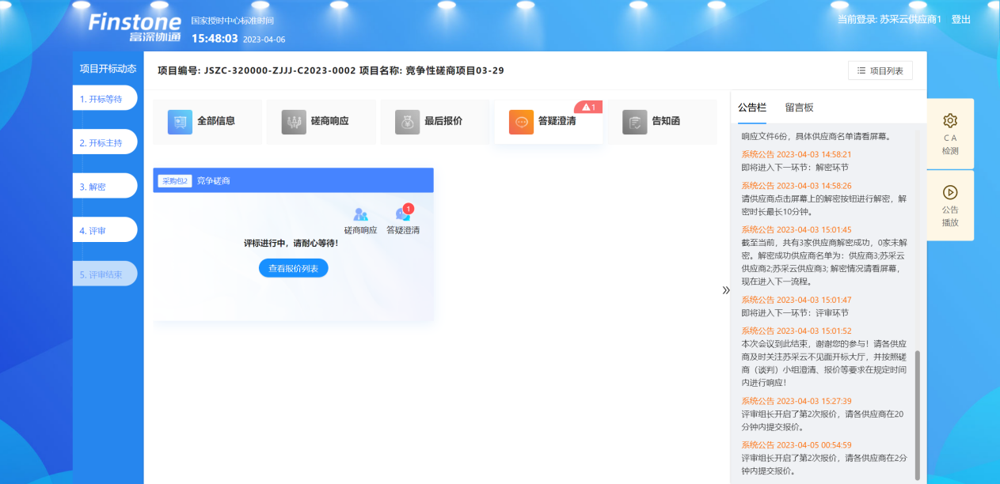 Finstone
富深协通
国家授时中心标准时间
15:48:03 2023-04-06
当前登录: 苏采云供应商1 登出
项目开标动态
1. 开标等待
2. 开标主持
3. 解密
4. 评审
5. 评审结束
项目编号: JSZC-320000-ZJJJ-C2023-0002 项目名称: 竞争性磋商项目03-29
项目列表
全部信息
磋商响应
最后报价
答疑澄清
1
告知函
采购包2 竞争磋商
磋商响应
1
答疑澄清
评标进行中，请耐心等待!
查看报价列表
公告栏 留言板
响应文件6份，具体供应商名单请看屏幕。
系统公告 2023-04-03 14:58:21
即将进入下一环节：解密环节
系统公告 2023-04-03 14:58:26
请供应商点击屏幕上的解密按钮进行解密，解
密时长最长10分钟。
系统公告 2023-04-03 15:01:45
截至当前，共有3家供应商解密成功，0家未解
密。解密成功供应商名单为：供应商3;苏采云
供应商2;苏采云供应商3; 解密情况请看屏幕，
现在进入下一流程。
系统公告 2023-04-03 15:01:47
即将进入下一环节：评审环节
系统公告 2023-04-03 15:01:52
本次会议到此结束，谢谢您的参与！请各供应
商及时关注苏采云不见面开标大厅，并按照磋
商（谈判）小组澄清、报价等要求在规定时间
内进行响应！
系统公告 2023-04-03 15:27:39
评审组长开启了第2次报价，请各供应商在20
分钟内提交报价。
系统公告 2023-04-05 00:54:59
评审组长开启了第2次报价，请各供应商在2分
钟内提交报价。
C A
检测
公告
播放